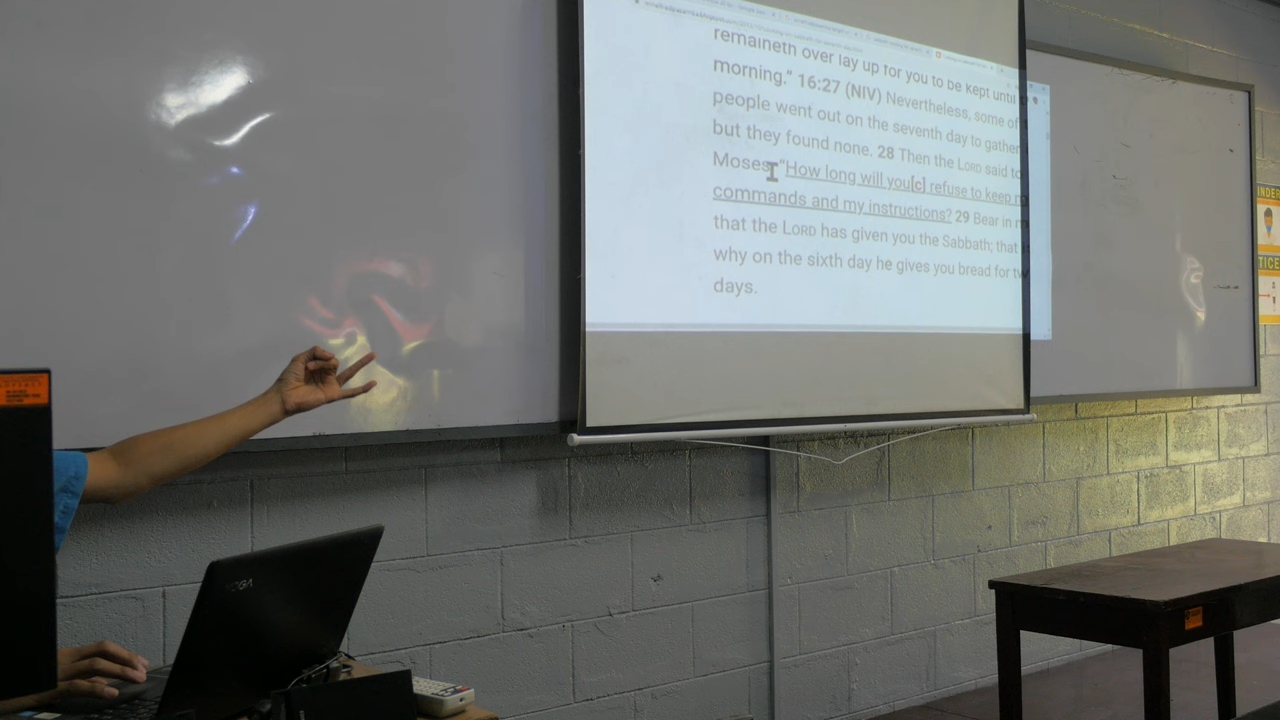 remaineth over lay up for you to be kept until
morning.” 16:27 (NIV) Nevertheless, some of
people went out on the seventh day to gather
but they found none. 28 Then the LORD said to
Moses, “How long will you[c] refuse to keep
commands and my instructions? 29 Bear in
that the LORD has given you the Sabbath; that
why on the sixth day he gives you bread for
days.
YOGA